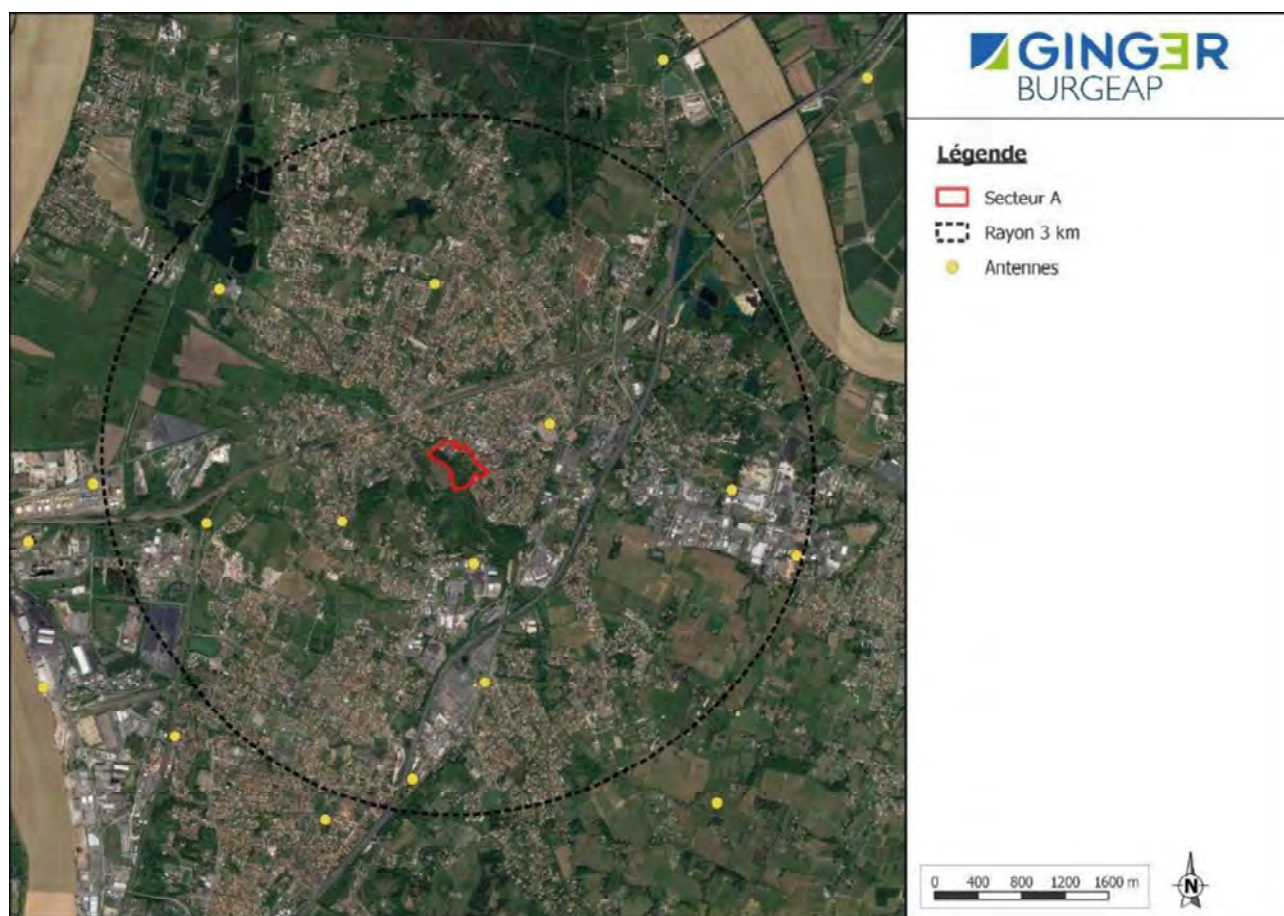 GINGER
BURGEAP
Légende
Secteur A
Rayon 3 km
Antennes
0 400 800 1200 1600 m
N